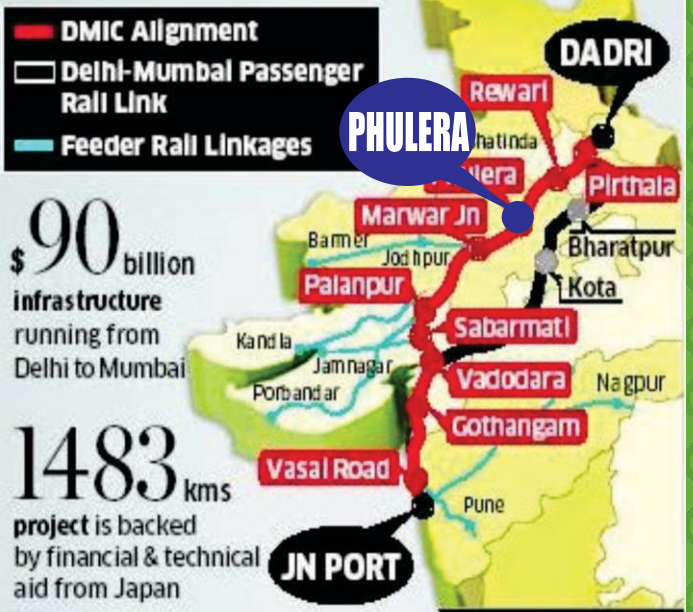 DMIC Alignment
Delhi-Mumbai Passenger
Rail Link
Feeder Rail Linkages
DADRI
Rewari
PHULERA
hatinda
lera
Pirthala
Marwar Jn
Barmer
Jodhpur
Bharatpur
Kota
Palanpur
$90 billion
infrastructure
running from
Delhi to Mumbai
Sabarmati
Kandla
Jamnagar
Porbandar
Vadodara
Nagpur
Gothangam
1483 kms
Vasai Road
project is backed
by financial & technical
aid from Japan
Pune
JN PORT